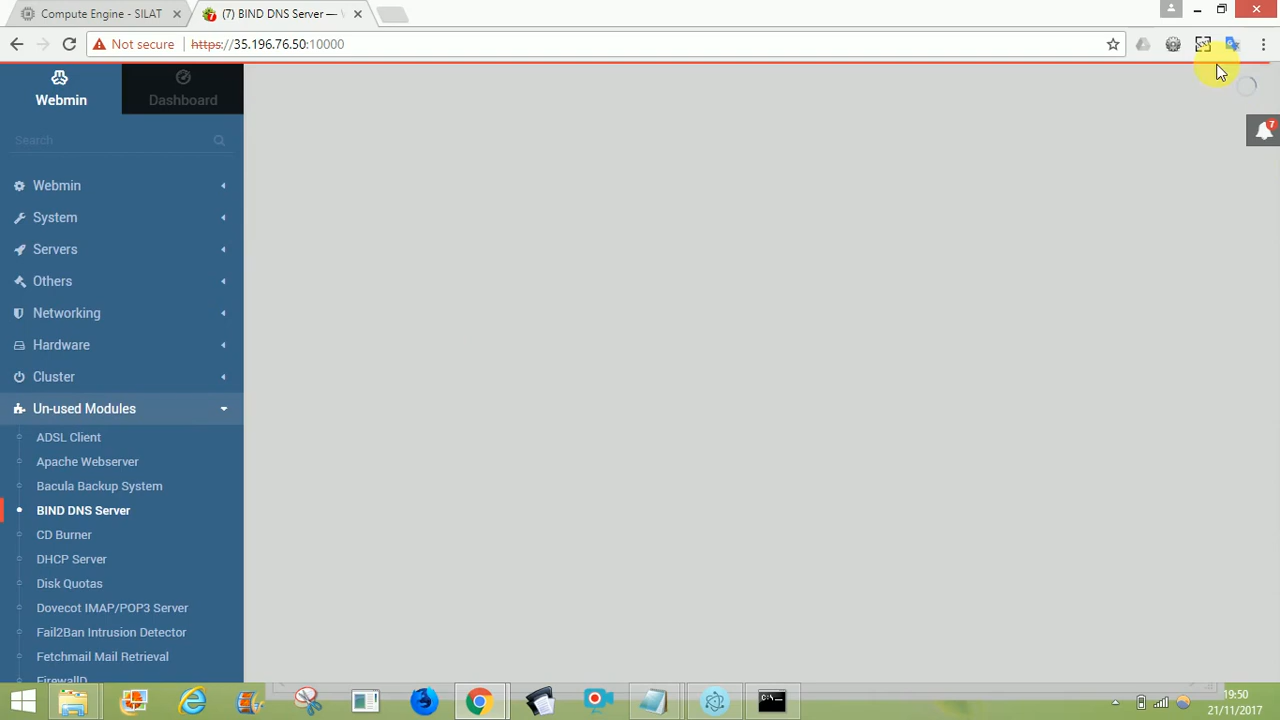 Compute Engine - SILAT
(7) BIND DNS Server — W
Not secure
https://35.196.76.50:10000
Webmin
Dashboard
7
Search
Webmin
System
Servers
Others
Networking
Hardware
Cluster
Un-used Modules
ADSL Client
Apache Webserver
Bacula Backup System
BIND DNS Server
CD Burner
DHCP Server
Disk Quotas
Dovecot IMAP/POP3 Server
Fail2Ban Intrusion Detector
Fetchmail Mail Retrieval
FirewallD
19:50
21/11/2017